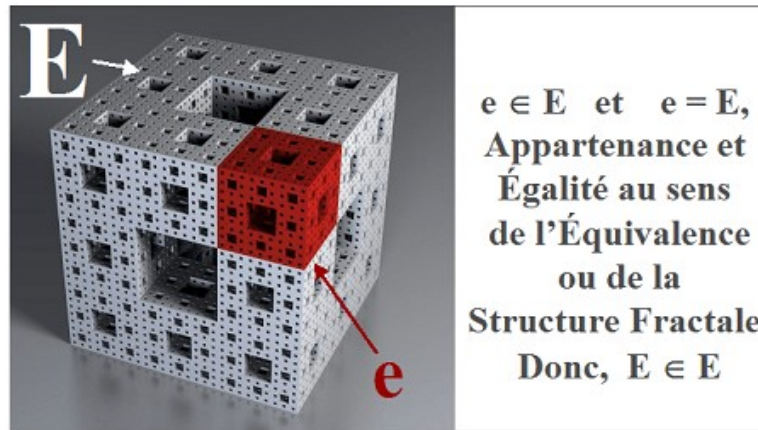 E
e
e ∈ E et e = E,
Appartenance et
Égalité au sens
de l’Équivalence
ou de la
Structure Fractale
Donc, E ∈ E